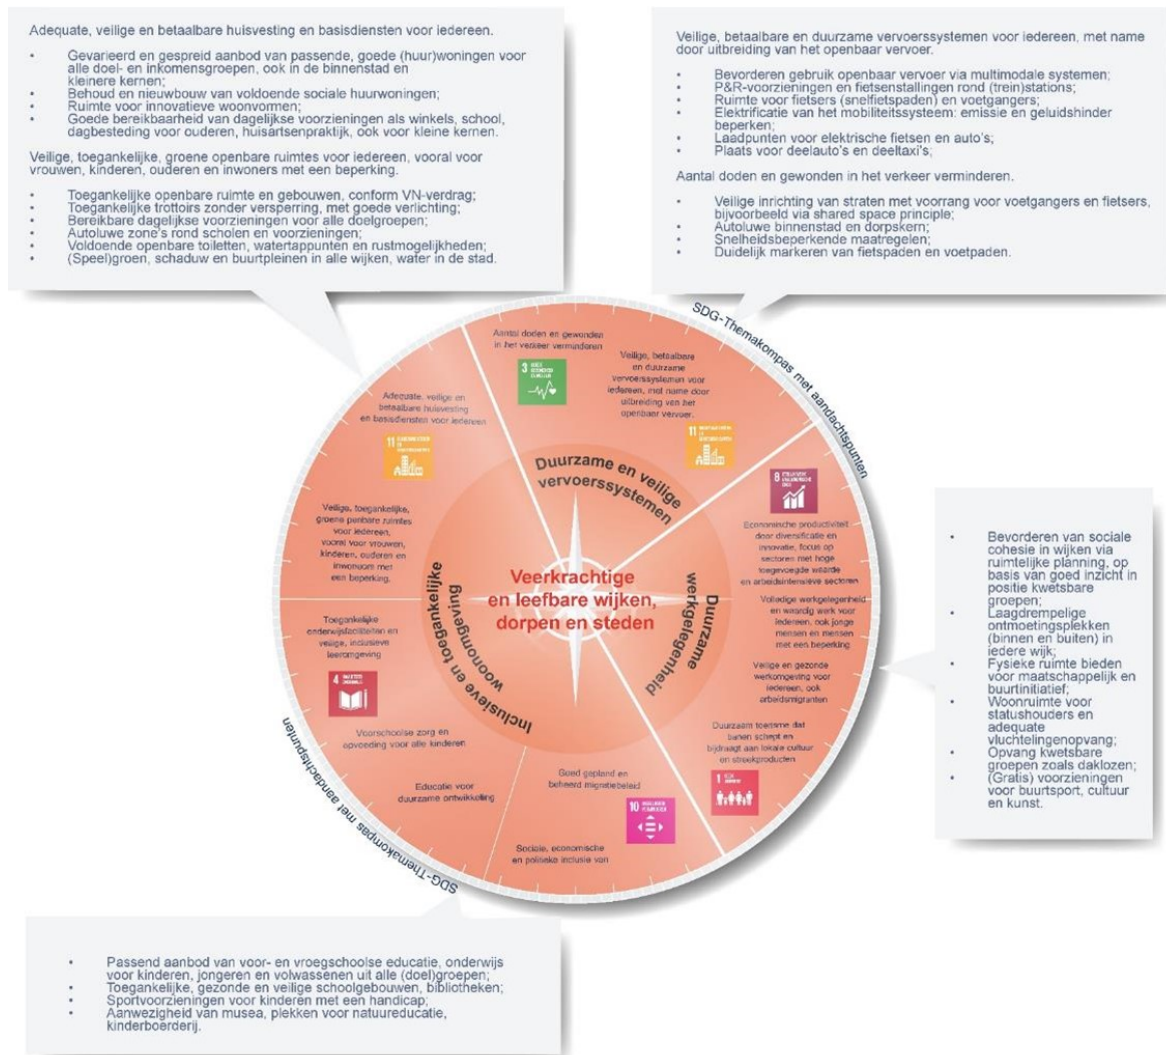 Adequate, veilige en betaalbare huisvesting en basisdiensten voor iedereen.
• Gevarieerd en gespreid aanbod van passende, goede (huur)woningen voor
alle doel- en inkomensgroepen, ook in de binnenstad en
kleinere kernen;
• Behoud en nieuwbouw van voldoende sociale huurwoningen;
• Ruimte voor innovatieve woonvormen;
• Goede bereikbaarheid van dagelijkse voorzieningen als winkels, school,
dagbesteding voor ouderen, huisartsenpraktijk, ook voor kleine kernen.
Veilige, toegankelijke, groene openbare ruimtes voor iedereen, vooral voor
vrouwen, kinderen, ouderen en inwoners met een beperking.
• Toegankelijke openbare ruimte en gebouwen, conform VN-verdrag;
• Toegankelijke trottoirs zonder versperring, met goede verlichting;
• Bereikbare dagelijkse voorzieningen voor alle doelgroepen;
• Autoluwe zone's rond scholen en voorzieningen;
• Voldoende openbare toiletten, watertappunten en rustmogelijkheden;
• (Speel)groen, schaduw en buurtpleinen in alle wijken, water in de stad.
Veilige, betaalbare en duurzame vervoerssystemen voor iedereen, met name
door uitbreiding van het openbaar vervoer.
• Bevorderen gebruik openbaar vervoer via multimodale systemen;
• P&R-voorzieningen en fietsenstallingen rond (trein)stations;
• Ruimte voor fietsers (snelfietspaden) en voetgangers;
• Elektrificatie van het mobiliteitssysteem: emissie en geluidshinder
beperken;
• Laadpunten voor elektrische fietsen en auto's;
• Plaats voor deelauto's en deeltaxi's;
Aantal doden en gewonden in het verkeer verminderen.
• Veilige inrichting van straten met voorrang voor voetgangers en fietsers,
bijvoorbeeld via shared space principle;
• Autoluwe binnenstad en dorpskern;
• Snelheidsbeperkende maatregelen;
• Duidelijk markeren van fietspaden en voetpaden.
SDG-Themakompas met aandachtspunten
Aantal doden en gewonden
in het verkeer verminderen
3
Veilige, betaalbare
en duurzame
vervoerssystemen voor
iedereen, met name door
uitbreiding van het
openbaar vervoer.
11
Adequate, veilige en
betaalbare huisvesting
en basisdiensten voor iedereen
11
Duurzame en veilige
vervoerssystemen
8
Economische productiviteit
door diversificatie en
innovatie, focus op
sectoren met hoge
toegevoegde waarde
en arbeidsintensieve sectoren
Volledige werkgelegenheid
en waardig werk voor
iedereen, ook jonge
mensen en mensen
met een beperking
Veilige en gezonde
werkomgeving voor
iedereen, ook
arbeidsmigranten
Duurzaam toerisme dat
banen schept en
bijdraagt aan lokale cultuur
en streekproducten
1
Duurzame
werkgelegenheid
Veerkrachtige
en leefbare wijken,
dorpen en steden
Inclusieve en toegankelijke
woonomgeving
Veilige, toegankelijke,
groene penbare ruimtes
voor iedereen,
vooral voor vrouwen,
kinderen, ouderen en
inwonom met
een beperking.
Toegankelijke
onderwijsfaciliteiten en
veilige, inclusieve
leeromgeving
4
Voorschoolse zorg en
opvoeding voor alle kinderen
Educatie voor
duurzame ontwikkeling
Goed gepland en
beheerd migratiebeleid
10
Sociale, economische
en politieke inclusie van
SDG-Themakompas met aandachtspunten
• Bevorderen van sociale
cohesie in wijken via
ruimtelijke planning, op
basis van goed inzicht in
positie kwetsbare
groepen;
• Laagdrempelige
ontmoetingsplekken
(binnen en buiten) in
iedere wijk;
• Fysieke ruimte bieden
voor maatschappelijk en
buurtinitiatief;
• Woonruimte voor
statushouders en
adequate
vluchtelingenopvang;
• Opvang kwetsbare
groepen zoals daklozen;
• (Gratis) voorzieningen
voor buurtsport, cultuur
en kunst.
• Passend aanbod van voor- en vroegschoolse educatie, onderwijs
voor kinderen, jongeren en volwassenen uit alle (doel)groepen;
• Toegankelijke, gezonde en veilige schoolgebouwen, bibliotheken;
• Sportvoorzieningen voor kinderen met een handicap;
• Aanwezigheid van musea, plekken voor natuureducatie,
kinderboerderij.